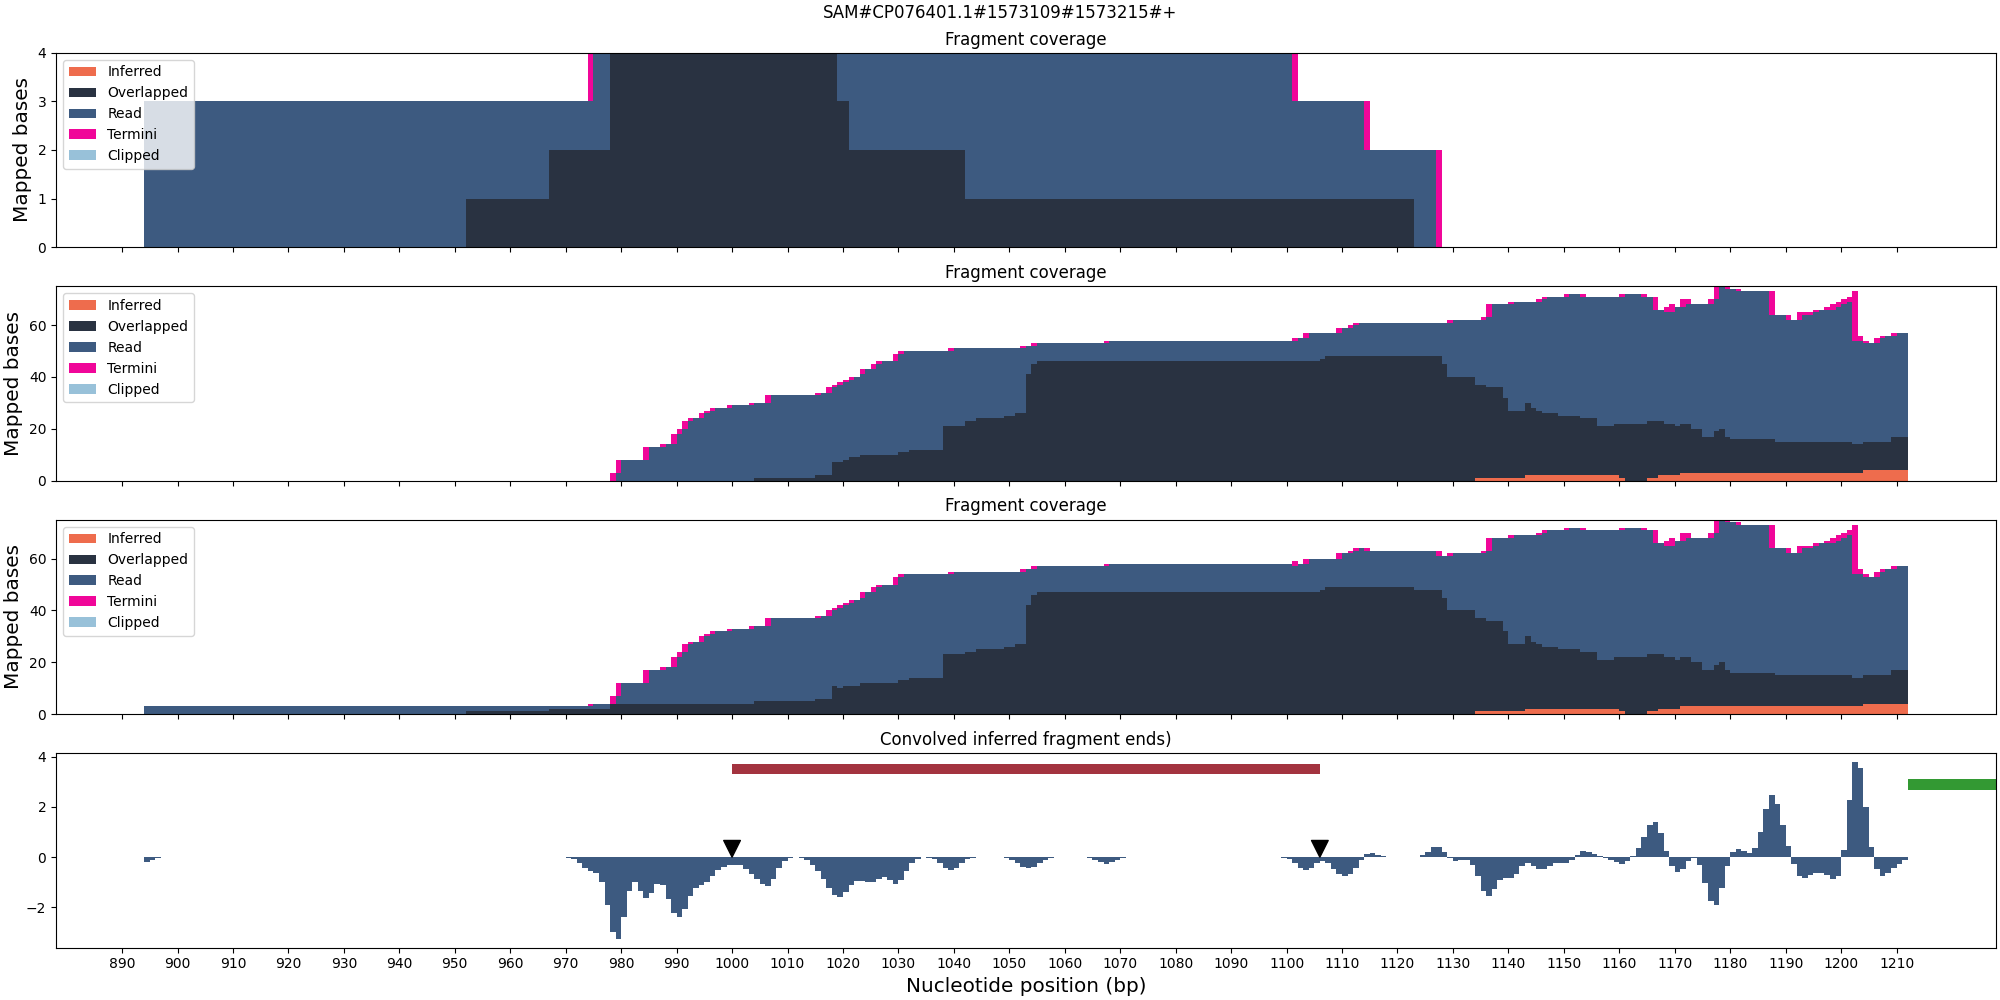 SAM#CP076401.1#1573109#1573215#+
Fragment coverage
4
3
2
1
0
Mapped bases
Inferred
Overlapped
Read
Termini
Clipped
Fragment coverage
60
40
20
0
Mapped bases
Inferred
Overlapped
Read
Termini
Clipped
Fragment coverage
60
40
20
0
Mapped bases
Inferred
Overlapped
Read
Termini
Clipped
Convolved inferred fragment ends)
4
2
0
−2
890 900 910 920 930 940 950 960 970 980 990 1000 1010 1020 1030 1040 1050 1060 1070 1080 1090 1100 1110 1120 1130 1140 1150 1160 1170 1180 1190 1200 1210
Nucleotide position (bp)